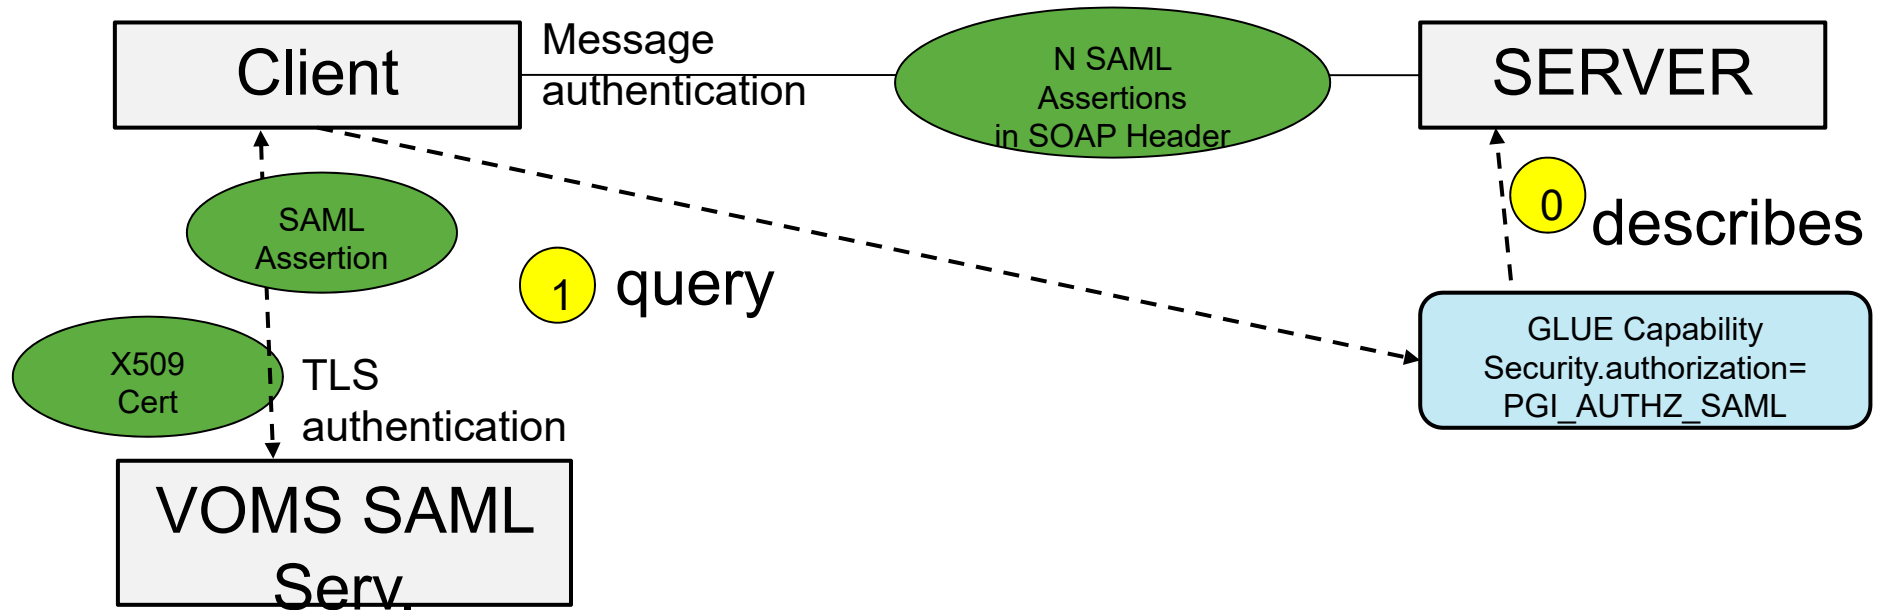 Client
Message
authentication
N SAML
Assertions
in SOAP Header
SERVER
SAML
Assertion
0
describes
1
query
X509
Cert
TLS
authentication
GLUE Capability
Security.authorization=
PGI_AUTHZ_SAML
VOMS SAML
Serv.